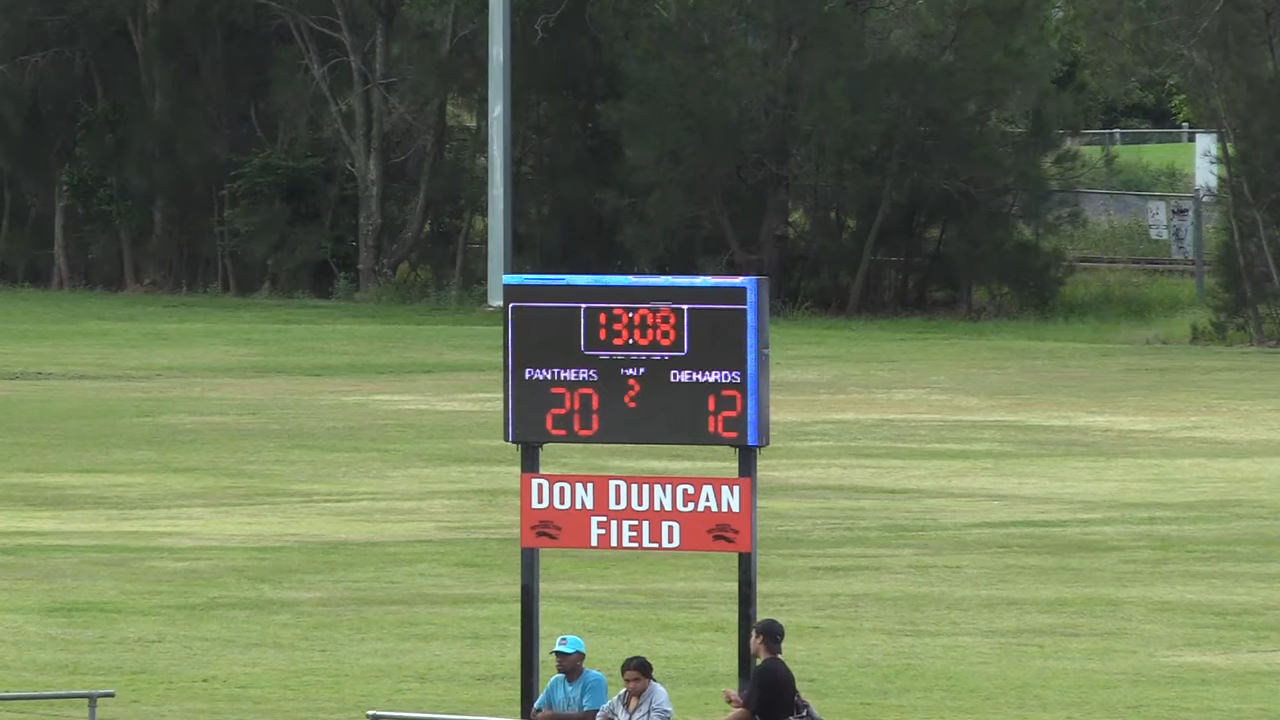 13:08
PANTHERS HALF DIEHARDS
20 2 12
DON DUNCAN
FIELD